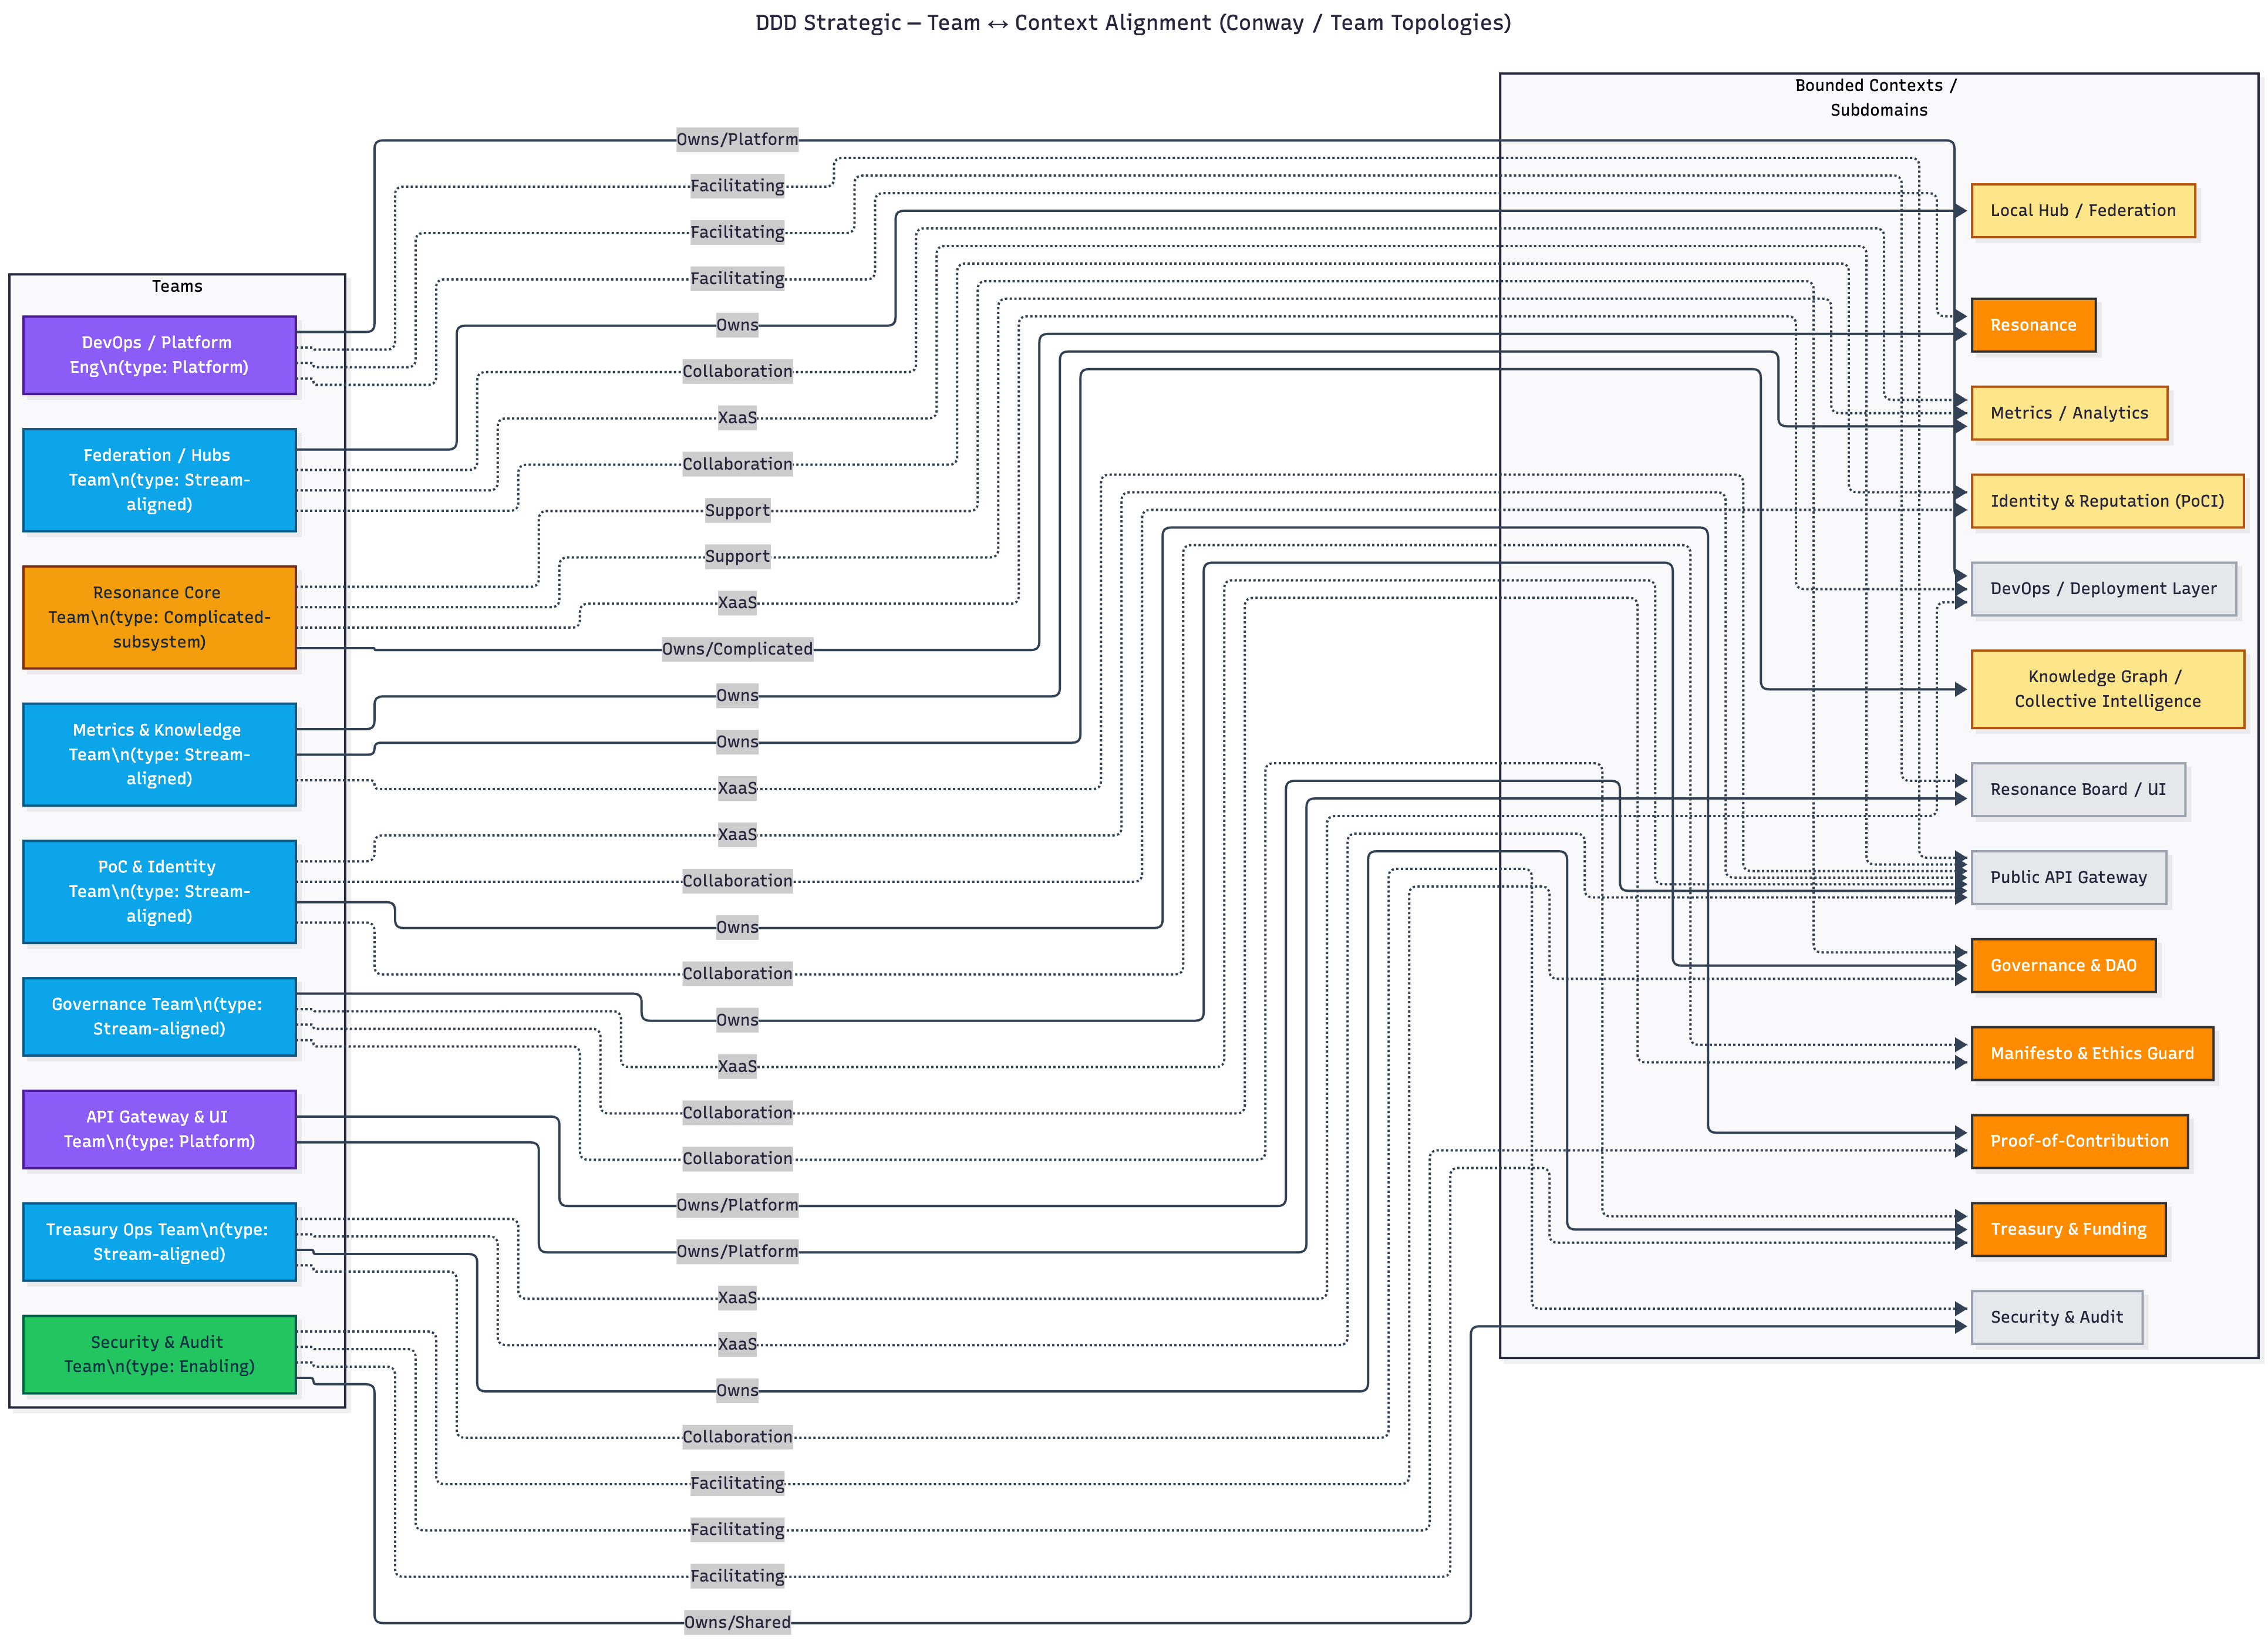 DDD Strategic — Team ↔ Context Alignment (Conway / Team Topologies)
Teams
DevOps / Platform
Eng\n(type: Platform)
Federation / Hubs
Team\n(type: Stream-
aligned)
Resonance Core
Team\n(type: Complicated-
subsystem)
Metrics & Knowledge
Team\n(type: Stream-
aligned)
PoC & Identity
Team\n(type: Stream-
aligned)
Governance Team\n(type:
Stream-aligned)
API Gateway & UI
Team\n(type: Platform)
Treasury Ops Team\n(type:
Stream-aligned)
Security & Audit
Team\n(type: Enabling)
Owns/Platform
Facilitating
Facilitating
Facilitating
Owns
Collaboration
XaaS
Collaboration
Support
Support
XaaS
Owns/Complicated
Owns
Owns
XaaS
XaaS
Collaboration
Owns
Collaboration
Owns
XaaS
Collaboration
Collaboration
Owns/Platform
Owns/Platform
XaaS
XaaS
Owns
Collaboration
Facilitating
Facilitating
Facilitating
Owns/Shared
Bounded Contexts /
Subdomains
Local Hub / Federation
Resonance
Metrics / Analytics
Identity & Reputation (PoCI)
DevOps / Deployment Layer
Knowledge Graph /
Collective Intelligence
Resonance Board / UI
Public API Gateway
Governance & DAO
Manifesto & Ethics Guard
Proof-of-Contribution
Treasury & Funding
Security & Audit